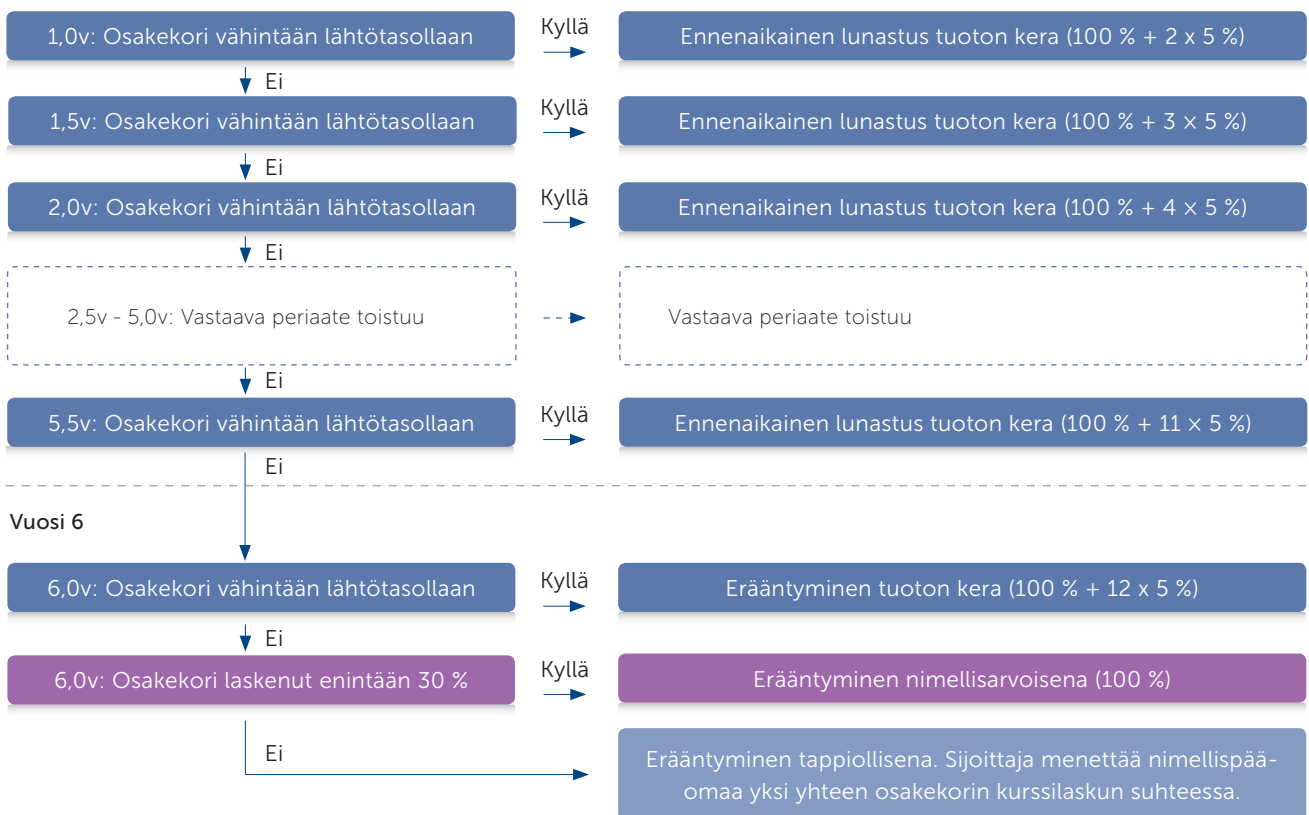 1,0v: Osakekori vähintään lähtötasollaan
Kyllä
Ennenaikainen lunastus tuoton kera (100 % + 2 x 5 %)
Ei
1,5v: Osakekori vähintään lähtötasollaan
Kyllä
Ennenaikainen lunastus tuoton kera (100 % + 3 × 5 %)
Ei
2,0v: Osakekori vähintään lähtötasollaan
Kyllä
Ennenaikainen lunastus tuoton kera (100 % + 4 × 5 %)
Ei
2,5v - 5,0v: Vastaava periaate toistuu
Vastaava periaate toistuu
Ei
5,5v: Osakekori vähintään lähtötasollaan
Kyllä
Ennenaikainen lunastus tuoton kera (100 % + 11 × 5 %)
Ei
Vuosi 6
6,0v: Osakekori vähintään lähtötasollaan
Kyllä
Erääntyminen tuoton kera (100 % + 12 x 5 %)
Ei
6,0v: Osakekori laskenut enintään 30 %
Kyllä
Erääntyminen nimellisarvoisena (100 %)
Ei
Erääntyminen tappiollisena. Sijoittaja menettää nimellispää-
omaa yksi yhteen osakekorin kurssilaskun suhteessa.